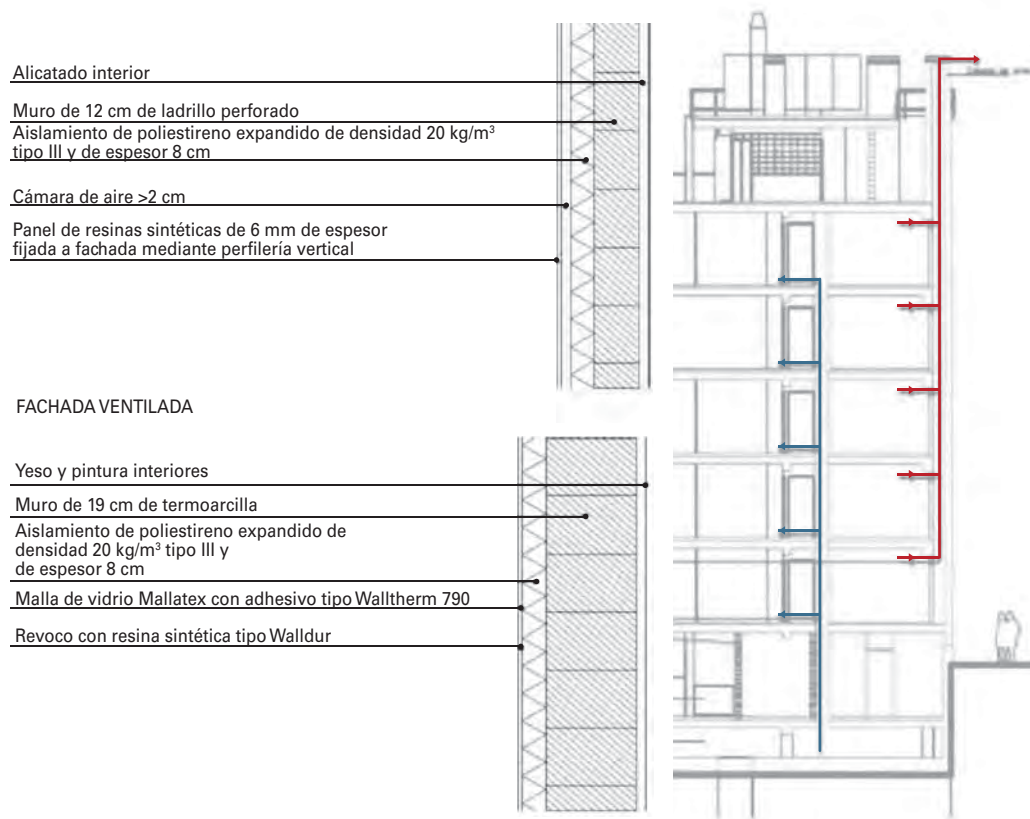 Alicatado interior
Muro de 12 cm de ladrillo perforado
Aislamiento de poliestireno expandido de densidad 20 kg/m³
tipo III y de espesor 8 cm
Cámara de aire >2 cm
Panel de resinas sintéticas de 6 mm de espesor
fijada a fachada mediante perfilería vertical
FACHADA VENTILADA
Yeso y pintura interiores
Muro de 19 cm de termoarcilla
Aislamiento de poliestireno expandido de
densidad 20 kg/m³ tipo III y
de espesor 8 cm
Malla de vidrio Mallatex con adhesivo tipo Walltherm 790
Revoco con resina sintética tipo Walldur